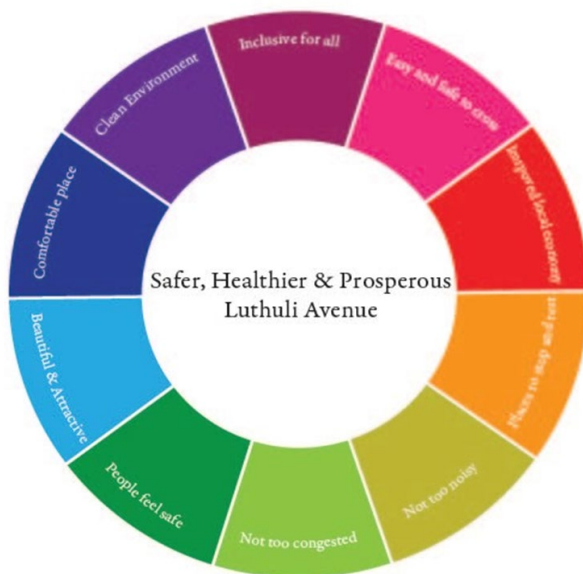 Inclusive for all
Easy and Safe to cross
Improved local economy
Places to stop and rest
Not too noisy
Not too congested
People feel safe
Beautiful & Attractive
Comfortable place
Clean Environment
Safer, Healthier & Prosperous
Luthuli Avenue